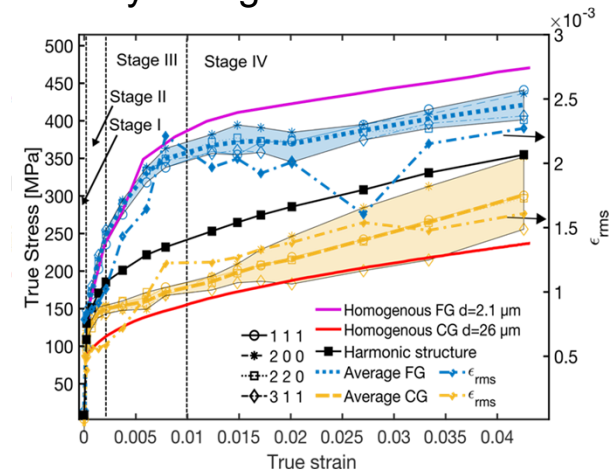 ×10⁻³
500
450
400
350
300
250
200
150
100
50
True Stress [MPa]
Stage III
Stage IV
Stage II
Stage I
3
2.5
2
1.5
1
0.5
ϵrms
1 1 1
2 0 0
2 2 0
3 1 1
Homogenous FG d=2.1 μm
Homogenous CG d=26 μm
Harmonic structure
Average FG
ϵrms
Average CG
ϵrms
0
0.005
0.01
0.015
0.02
0.025
0.03
0.035
0.04
True strain